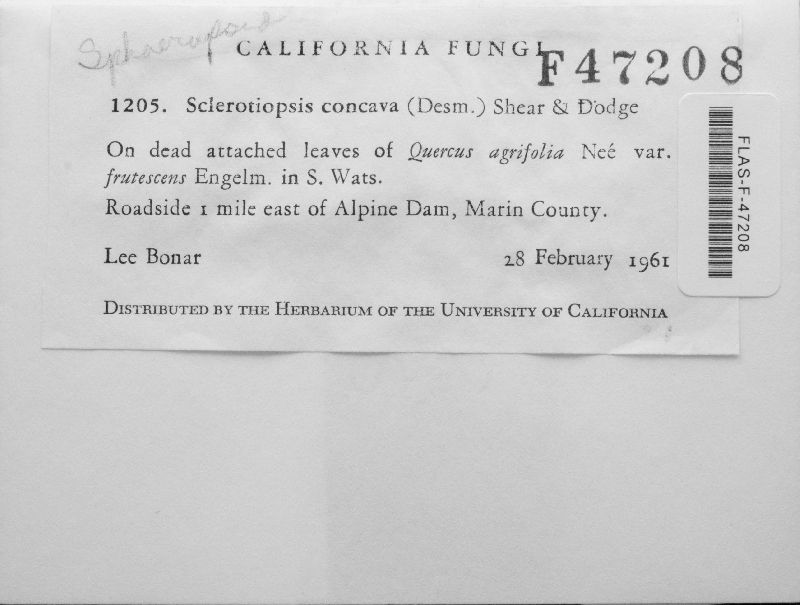 CALIFORNIA FUNGI
F47208
1205. Sclerotiopsis concava (Desm.) Shear & Dodge
On dead attached leaves of Quercus agrifolia Neé var.
frutescens Engelm. in S. Wats.
Roadside 1 mile east of Alpine Dam, Marin County.
Lee Bonar 28 February 1961
DISTRIBUTED BY THE HERBARIUM OF THE UNIVERSITY OF CALIFORNIA
FLAS-F-47208